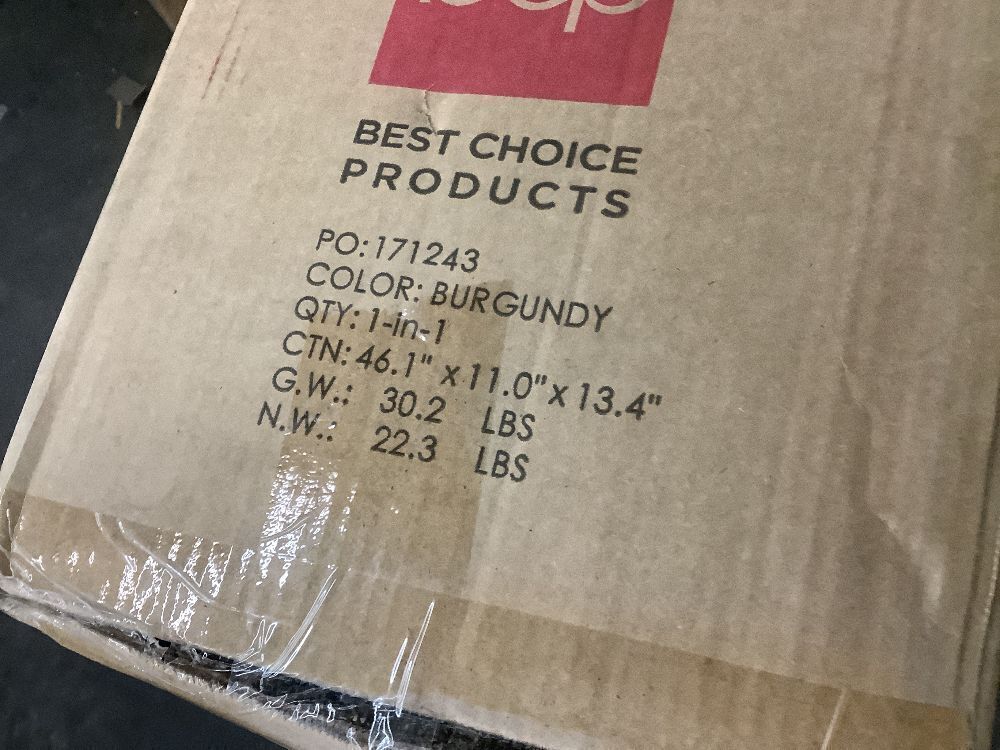 bcp
BEST CHOICE
PRODUCTS
PO: 171243
COLOR: BURGUNDY
QTY: 1-in-1
CTN: 46.1" x 11.0" x 13.4"
G.W.: 30.2 LBS
N.W.: 22.3 LBS